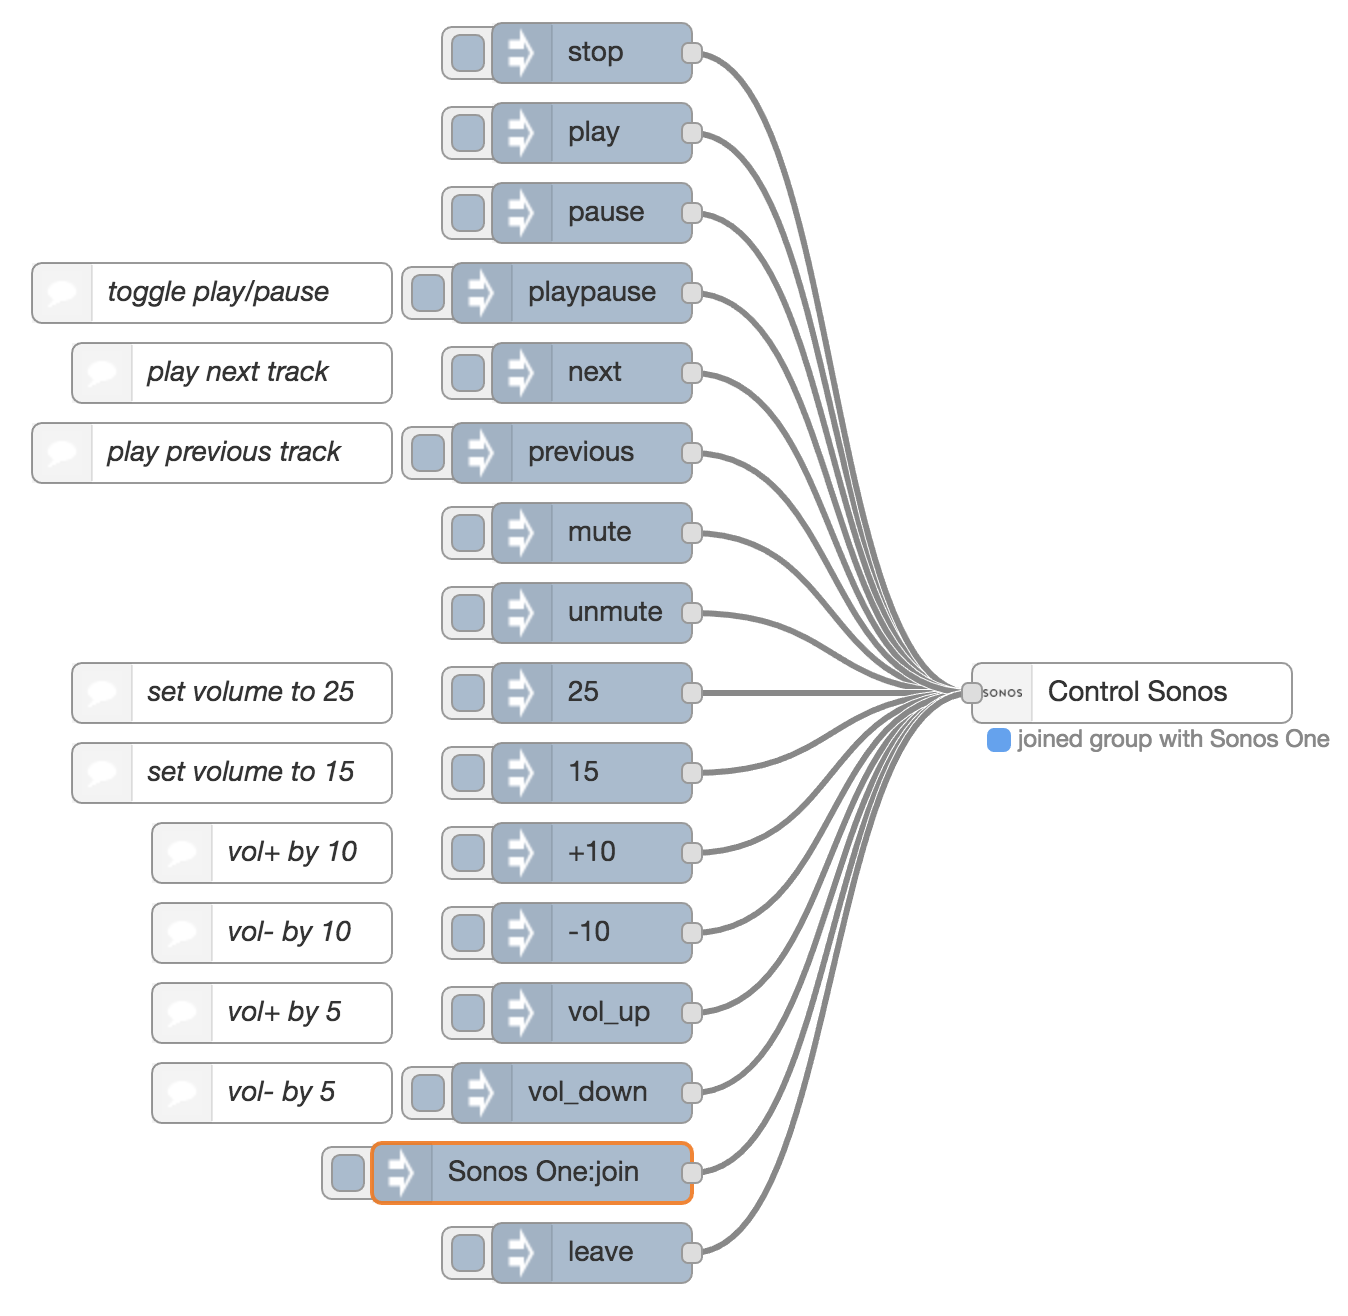 stop
play
pause
toggle play/pause
playpause
play next track
next
play previous track
previous
mute
unmute
set volume to 25
25
SONOS
Control Sonos
joined group with Sonos One
set volume to 15
15
vol+ by 10
+10
vol- by 10
-10
vol+ by 5
vol_up
vol- by 5
vol_down
Sonos One:join
leave